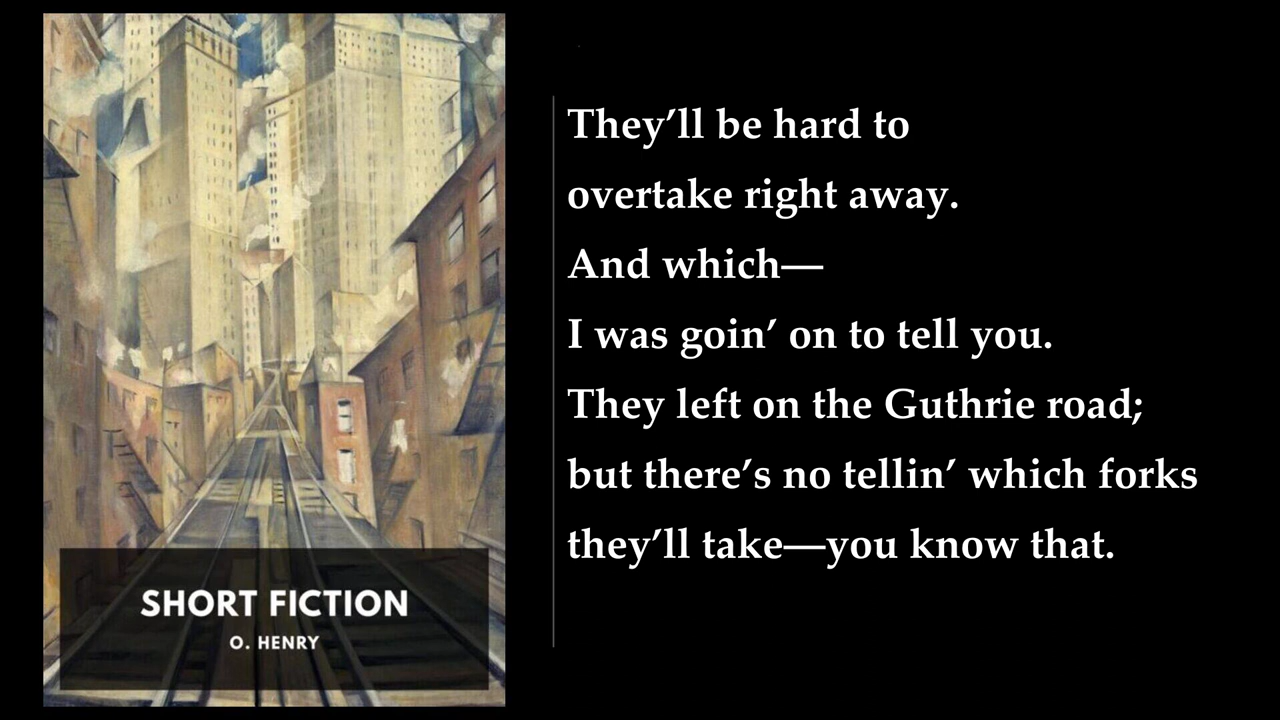 They’ll be hard to
overtake right away.
And which—
I was goin’ on to tell you.
They left on the Guthrie road;
but there’s no tellin’ which forks
they’ll take—you know that.
SHORT FICTION
O. HENRY